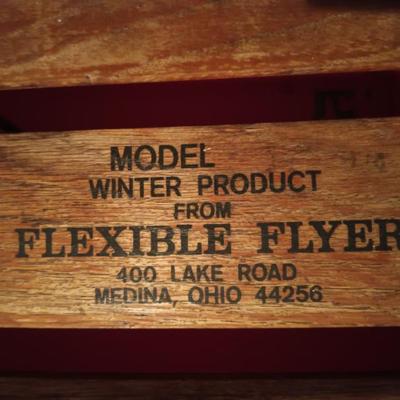 MODEL
WINTER PRODUCT
FROM
FLEXIBLE FLYER
400 LAKE ROAD
MEDINA, OHIO 44256